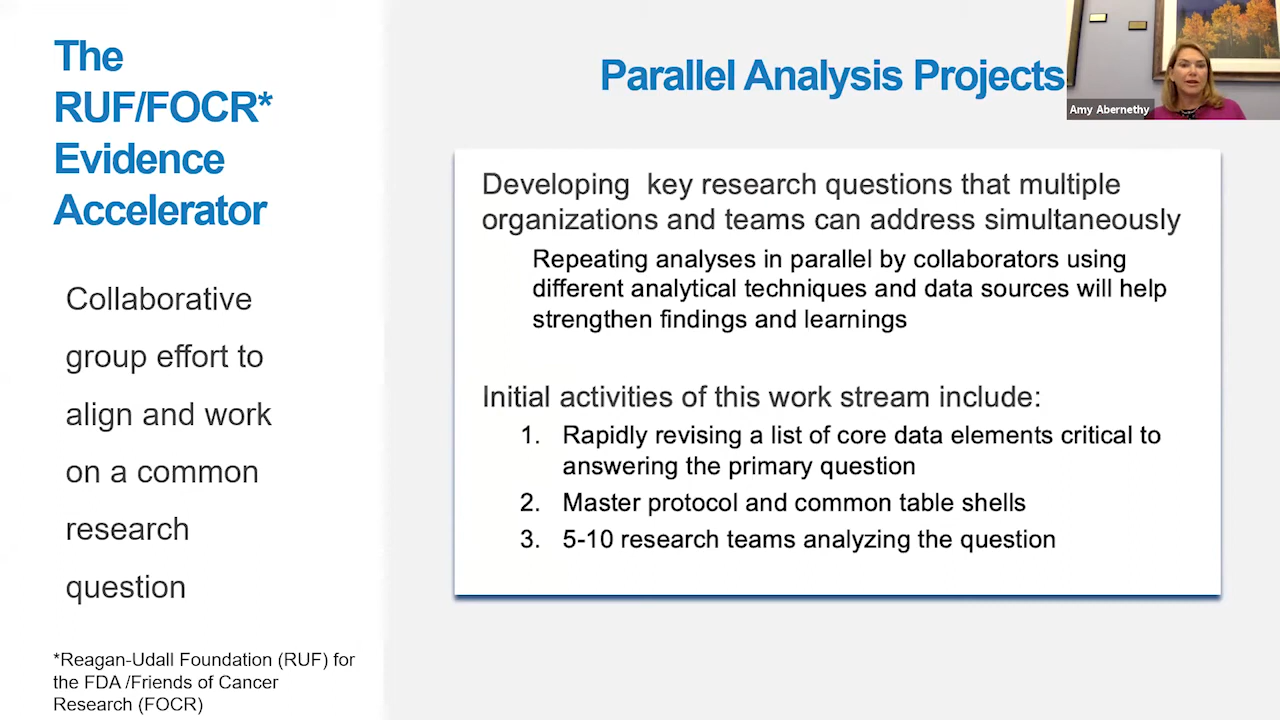 The
RUF/FOCR*
Evidence
Accelerator
Collaborative
group effort to
align and work
on a common
research
question
*Reagan-Udall Foundation (RUF) for
the FDA /Friends of Cancer
Research (FOCR)
Parallel Analysis Projects
Amy Abernethy
Developing key research questions that multiple
organizations and teams can address simultaneously
Repeating analyses in parallel by collaborators using
different analytical techniques and data sources will help
strengthen findings and learnings
Initial activities of this work stream include:
1. Rapidly revising a list of core data elements critical to
answering the primary question
2. Master protocol and common table shells
3. 5-10 research teams analyzing the question